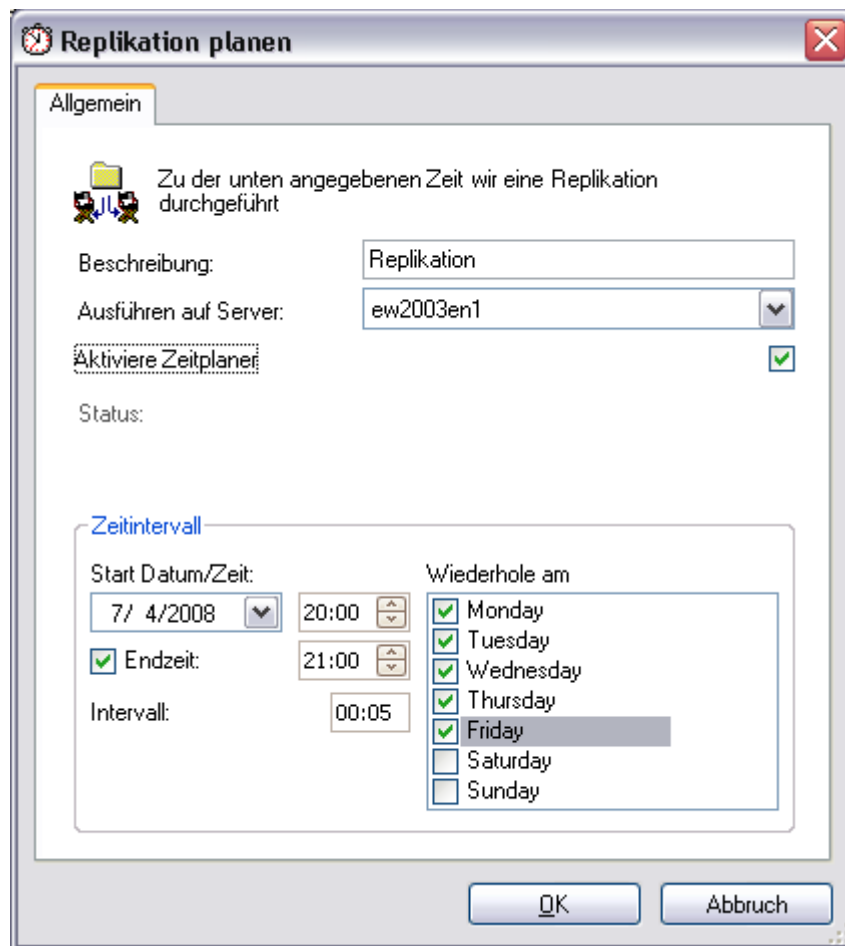 Replikation planen
Allgemein
Zu der unten angegebenen Zeit wir eine Replikation
durchgeführt
Beschreibung: Replikation
Ausführen auf Server: ew2003en1
Aktiviere Zeitplaner
Status:
Zeitintervall
Start Datum/Zeit: Wiederhole am
7/ 4/2008 20:00 Monday
Tuesday
Endzeit: 21:00 Wednesday
Thursday
Intervall: 00:05 Friday
Saturday
Sunday
OK Abbruch